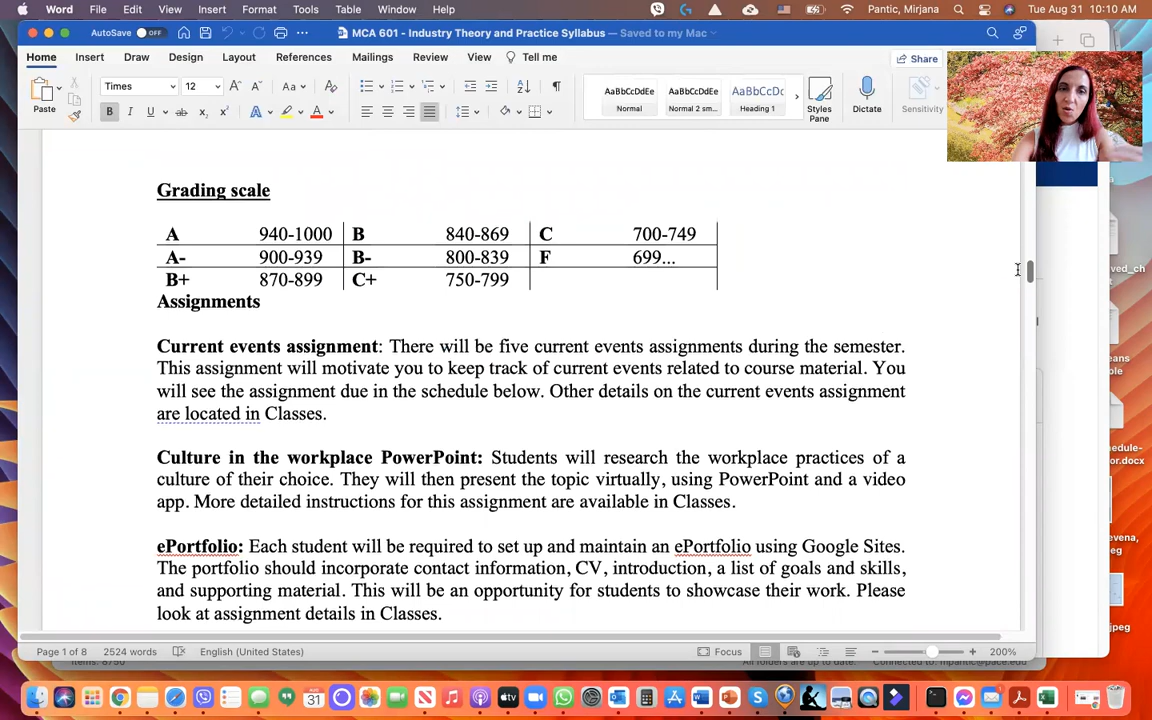 Word File Edit View Insert Format Tools Table Window Help Pantic, Mirjana Tue Aug 31 10:10 AM
AutoSave OFF MCA 601 - Industry Theory and Practice Syllabus — Saved to my Mac
Home Insert Draw Design Layout References Mailings Review View Tell me Share
Paste Times 12 Aa
B I U ab x₂ x² A A
AaBbCcDdEe AaBbCcDdEe AaBbCcDc
Normal Normal 2 sm... Heading 1 Styles Pane Dictate Sensitivity
Grading scale
A 940-1000 B 840-869 C 700-749
A- 900-939 B- 800-839 F 699...
B+ 870-899 C+ 750-799
Assignments
Current events assignment: There will be five current events assignments during the semester.
This assignment will motivate you to keep track of current events related to course material. You
will see the assignment due in the schedule below. Other details on the current events assignment
are located in Classes.
Culture in the workplace PowerPoint: Students will research the workplace practices of a
culture of their choice. They will then present the topic virtually, using PowerPoint and a video
app. More detailed instructions for this assignment are available in Classes.
ePortfolio: Each student will be required to set up and maintain an ePortfolio using Google Sites.
The portfolio should incorporate contact information, CV, introduction, a list of goals and skills,
and supporting material. This will be an opportunity for students to showcase their work. Please
look at assignment details in Classes.
Page 1 of 8 2524 words English (United States) Focus 200%